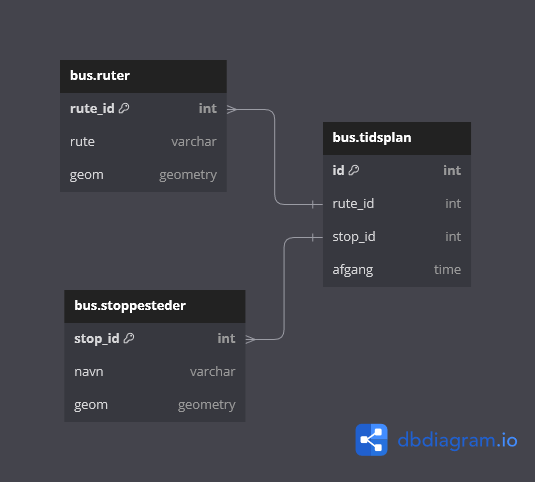 bus.ruter
rute_id int
rute varchar
geom geometry
bus.tidsplan
id int
rute_id int
stop_id int
afgang time
bus.stoppesteder
stop_id int
navn varchar
geom geometry
dbdiagram.io